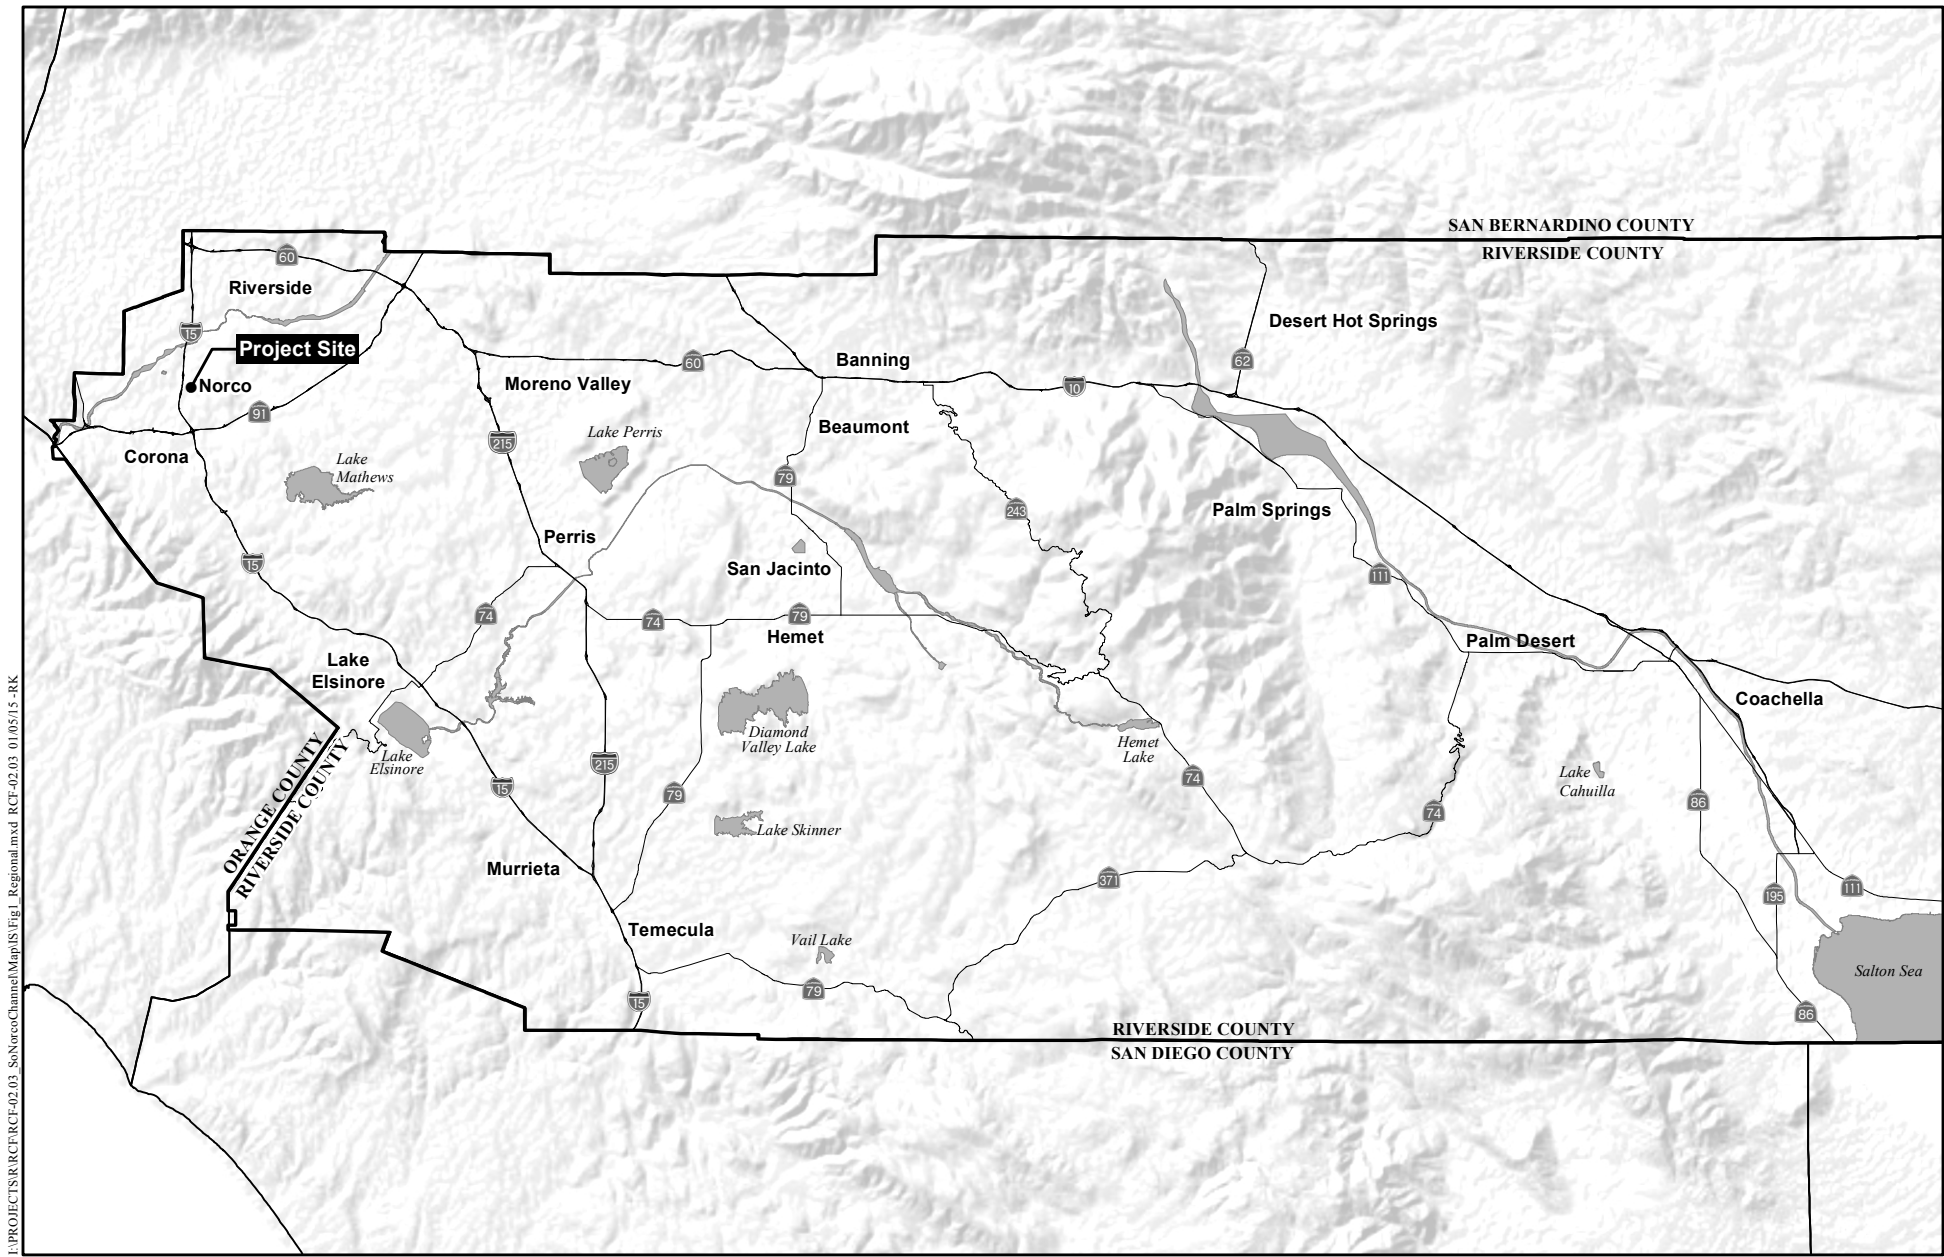 SAN BERNARDINO COUNTY
RIVERSIDE COUNTY
60
Riverside
15
Project Site
Norco
91
Corona
Lake
Mathews
15
Desert Hot Springs
62
Banning
60
10
Moreno Valley
Beaumont
215
Lake Perris
79
243
Palm Springs
Perris
San Jacinto
111
74
74
79
Hemet
Palm Desert
Lake
Elsinore
Coachella
Lake
Elsinore
Diamond
Valley Lake
Hemet
Lake
74
Lake
Cahuilla
86
ORANGE COUNTY
RIVERSIDE COUNTY
15
215
79
74
Lake Skinner
Murrieta
371
195
111
Temecula
Vail Lake
79
15
Salton Sea
86
RIVERSIDE COUNTY
SAN DIEGO COUNTY
I:\PROJECTS\R\RCF\RCF-02.03_SoNorcoChannel\Map\IS\Fig1_Regional.mxd RCF-02.03 01/05/15 -RK